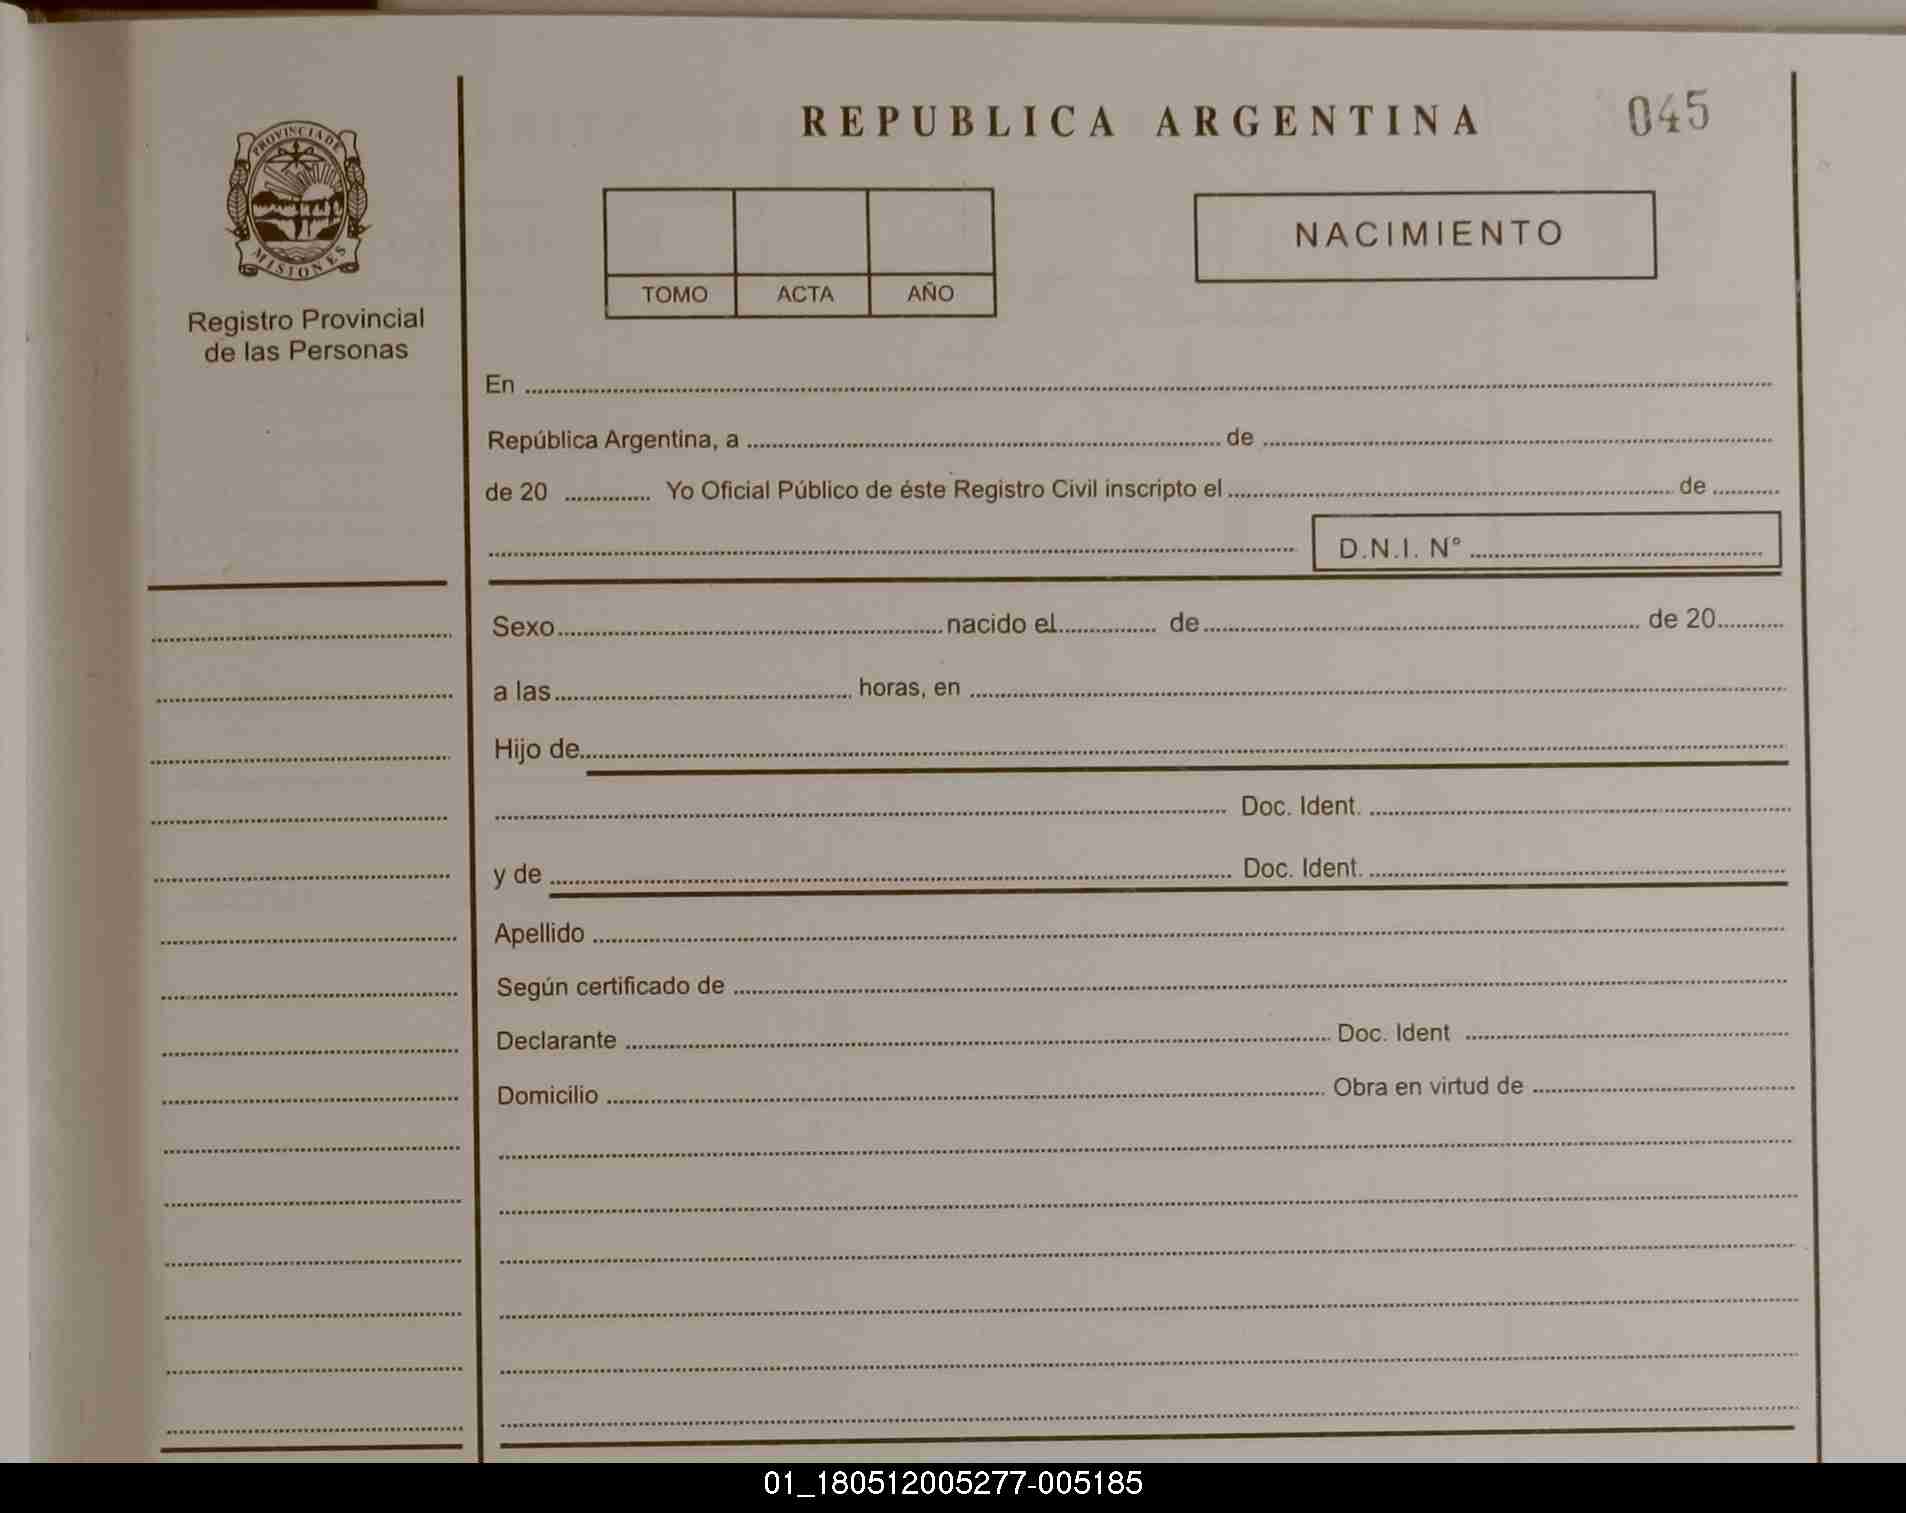 REPUBLICA ARGENTINA
045
PROVINCIA DE
MISIONES
Registro Provincial
de las Personas
TOMO ACTA AÑO
NACIMIENTO
En
República Argentina, a de
de 20 Yo Oficial Público de éste Registro Civil inscripto el de
D.N.I. N°
Sexo nacido el de de 20
a las horas, en
Hijo de
Doc. Ident.
y de Doc. Ident.
Apellido
Según certificado de
Declarante Doc. Ident
Domicilio Obra en virtud de
01_180512005277-005185